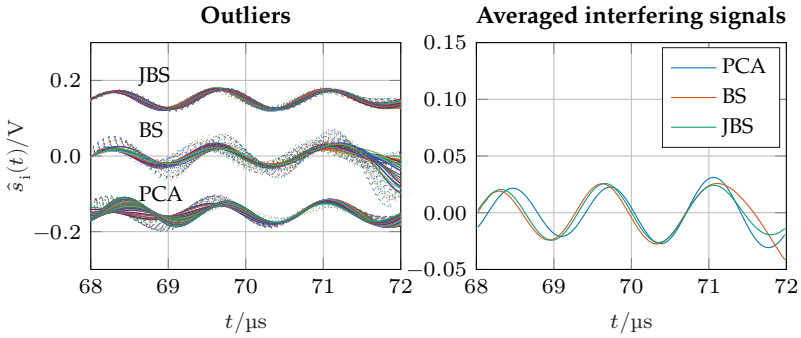 Outliers
0.2
0.0
−0.2
ŝi(t)/V
JBS
BS
PCA
68 69 70 71 72
t/µs
Averaged interfering signals
0.15
0.10
0.05
0.00
−0.05
PCA
BS
JBS
68 69 70 71 72
t/µs